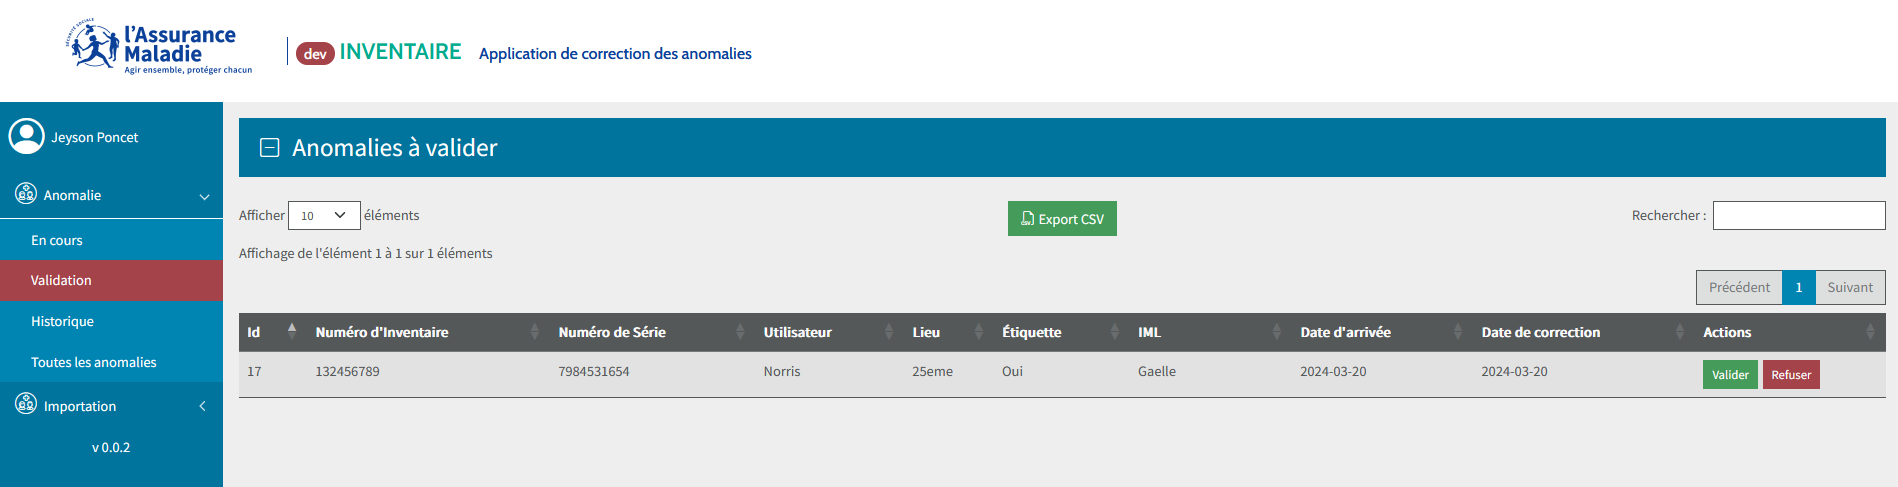 SÉCURITÉ SOCIALE
l'Assurance
Maladie
Agir ensemble, protéger chacun
dev INVENTAIRE Application de correction des anomalies
Jeyson Poncet
Anomalie
En cours
Validation
Historique
Toutes les anomalies
Importation
v 0.0.2
Anomalies à valider
Afficher 10 éléments
CSV Export CSV
Rechercher :
Affichage de l'élément 1 à 1 sur 1 éléments
Précédent 1 Suivant
Id Numéro d'Inventaire Numéro de Série Utilisateur Lieu Étiquette IML Date d'arrivée Date de correction Actions
17 132456789 7984531654 Norris 25eme Oui Gaelle 2024-03-20 2024-03-20 Valider Refuser